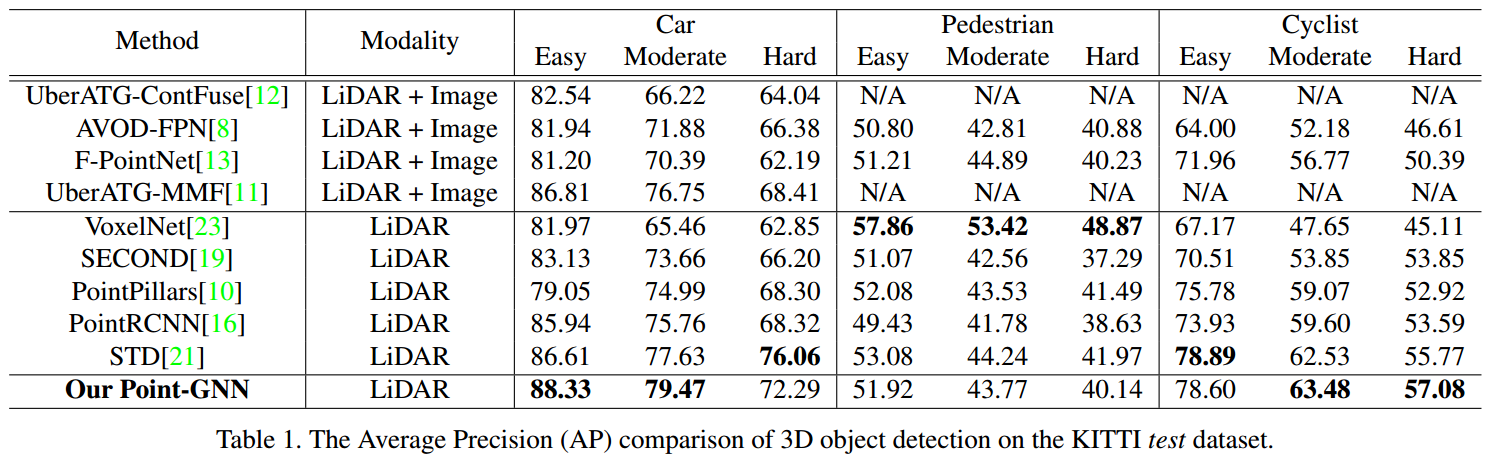 Method Modality Car Pedestrian Cyclist
Easy Moderate Hard Easy Moderate Hard Easy Moderate Hard
UberATG-ContFuse[12] LiDAR + Image 82.54 66.22 64.04 N/A N/A N/A N/A N/A N/A
AVOD-FPN[8] LiDAR + Image 81.94 71.88 66.38 50.80 42.81 40.88 64.00 52.18 46.61
F-PointNet[13] LiDAR + Image 81.20 70.39 62.19 51.21 44.89 40.23 71.96 56.77 50.39
UberATG-MMF[11] LiDAR + Image 86.81 76.75 68.41 N/A N/A N/A N/A N/A N/A
VoxelNet[23] LiDAR 81.97 65.46 62.85 57.86 53.42 48.87 67.17 47.65 45.11
SECOND[19] LiDAR 83.13 73.66 66.20 51.07 42.56 37.29 70.51 53.85 53.85
PointPillars[10] LiDAR 79.05 74.99 68.30 52.08 43.53 41.49 75.78 59.07 52.92
PointRCNN[16] LiDAR 85.94 75.76 68.32 49.43 41.78 38.63 73.93 59.60 53.59
STD[21] LiDAR 86.61 77.63 76.06 53.08 44.24 41.97 78.89 62.53 55.77
Our Point-GNN LiDAR 88.33 79.47 72.29 51.92 43.77 40.14 78.60 63.48 57.08
Table 1. The Average Precision (AP) comparison of 3D object detection on the KITTI test dataset.